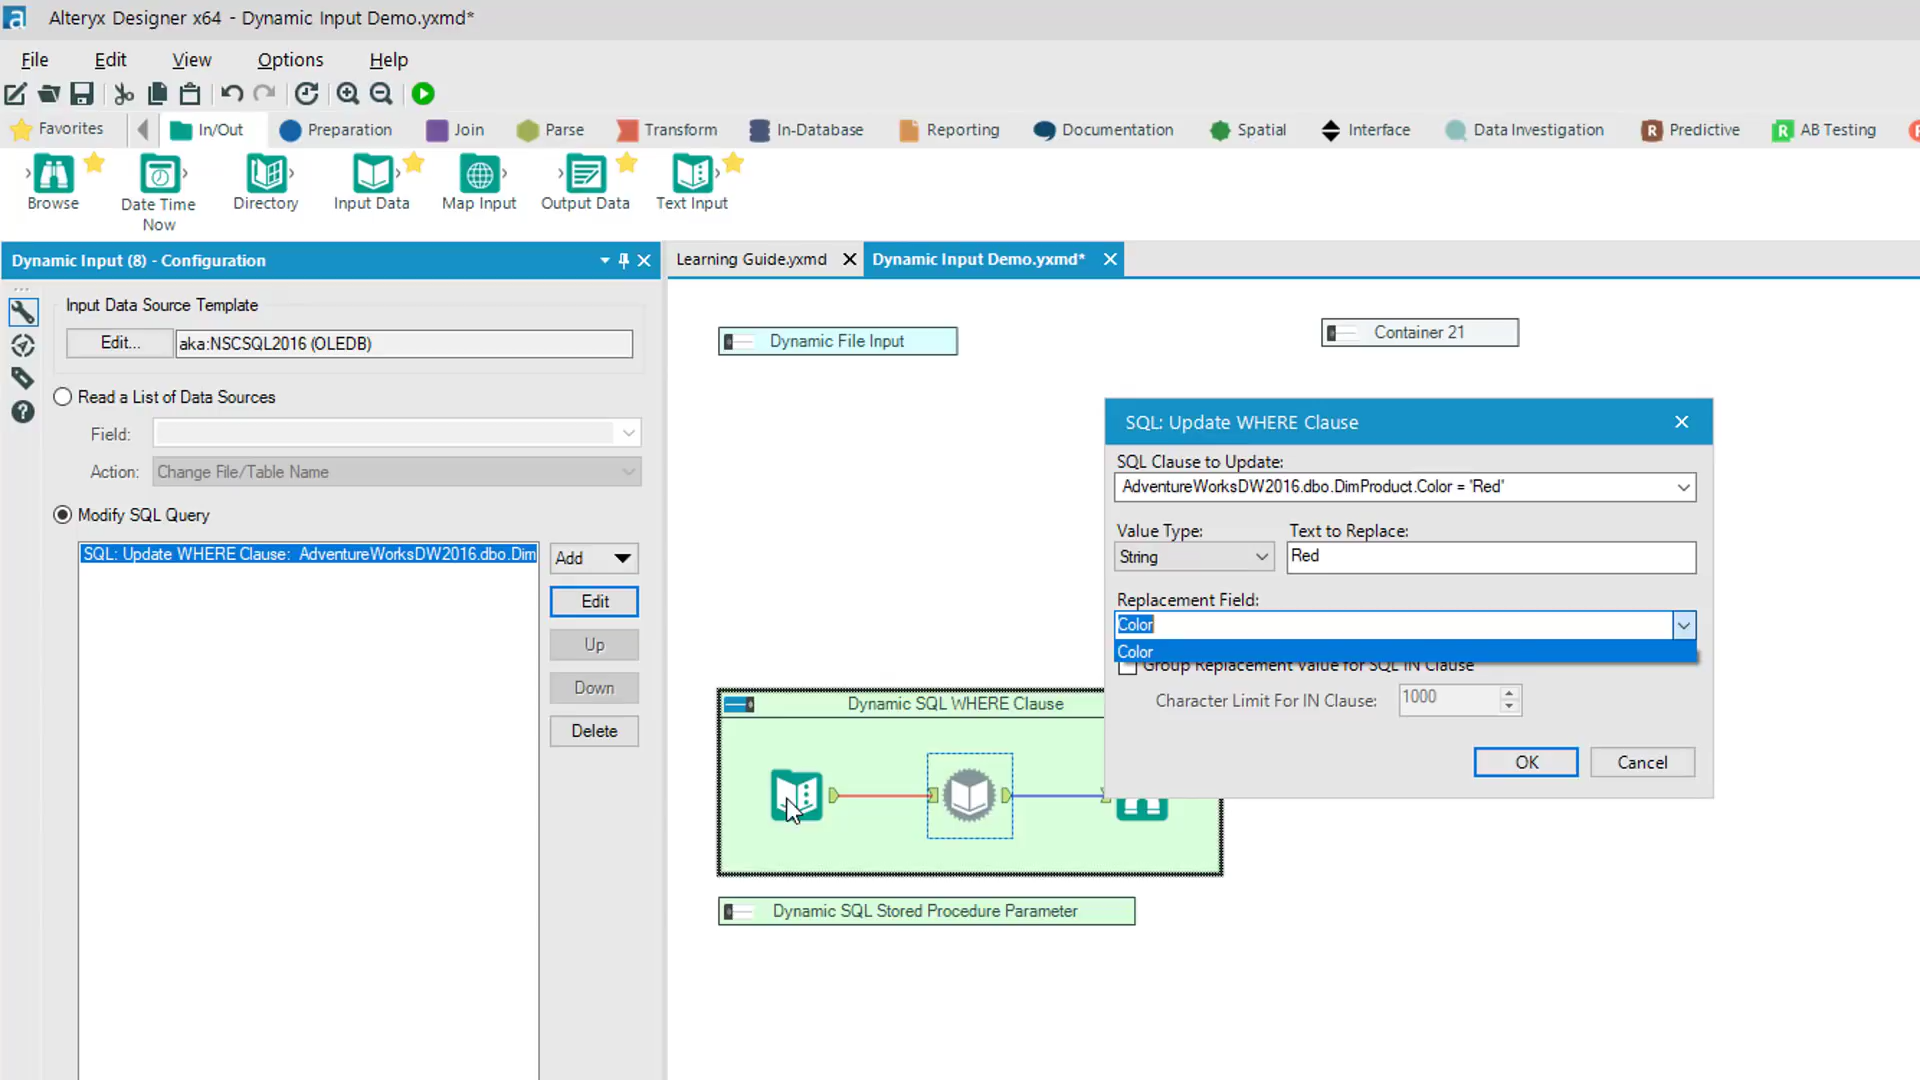 Alteryx Designer x64 - Dynamic Input Demo.yxmd*
File Edit View Options Help
Favorites In/Out Preparation Join Parse Transform In-Database Reporting Documentation Spatial Interface Data Investigation Predictive AB Testing
Browse Date Time Now Directory Input Data Map Input Output Data Text Input
Dynamic Input (8) - Configuration
Learning Guide.yxmd
Dynamic Input Demo.yxmd*
Input Data Source Template
Edit... aka:NSCSQL2016 (OLEDB)
Read a List of Data Sources
Field:
Action: Change File/Table Name
Modify SQL Query
SQL: Update WHERE Clause: AdventureWorksDW2016.dbo.Dim
Add
Edit
Up
Down
Delete
Dynamic File Input
Container 21
SQL: Update WHERE Clause
SQL Clause to Update:
AdventureWorksDW2016.dbo.DimProduct.Color = 'Red'
Value Type: Text to Replace:
String Red
Replacement Field:
Color
Color
Group Replacement Value for SQL IN Clause
Character Limit For IN Clause: 1000
OK Cancel
Dynamic SQL WHERE Clause
Dynamic SQL Stored Procedure Parameter